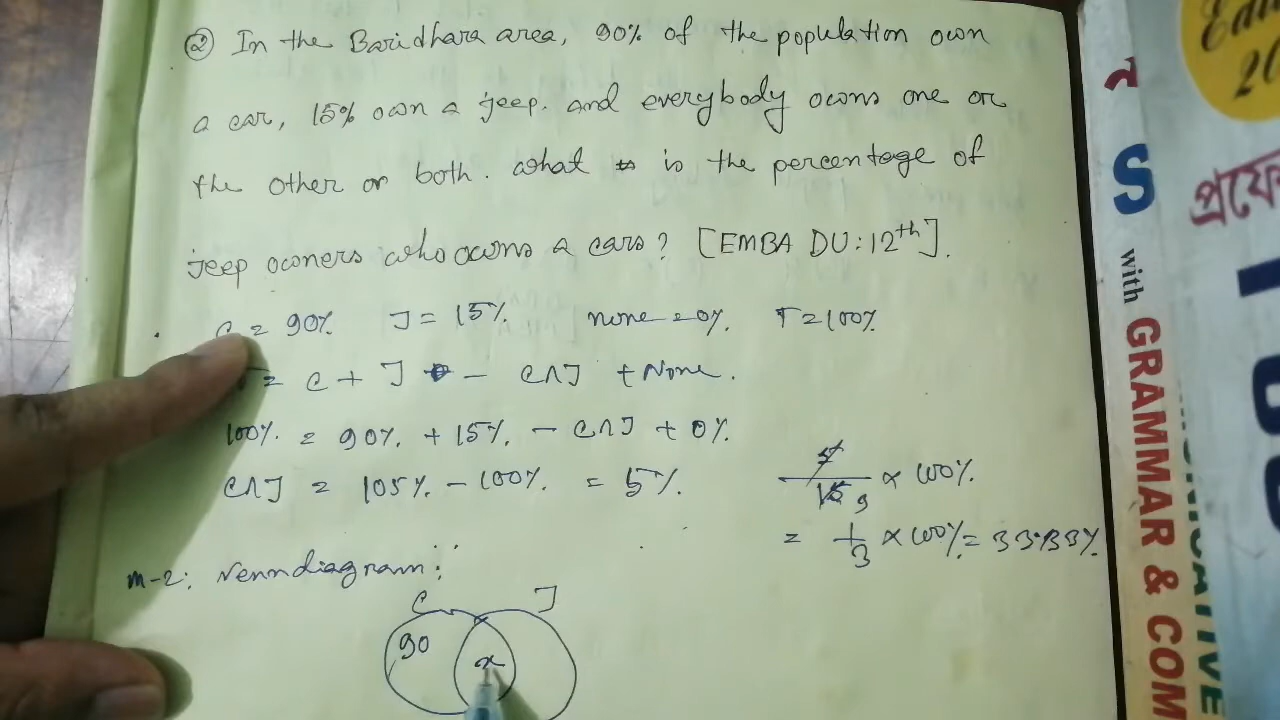 ② In the Baridhara area, 90% of the population own
a car, 15% own a jeep. and everybody owns one or
the other or both. what is the percentage of
jeep owners who owns a cars? [EMBA DU:12th].
C = 90% J = 15% none = 0% T = 100%
= C + J - C∩J + None.
100% = 90% + 15% - C∩J + 0%
C∩J = 105% - 100% = 5%
5/15 3 × 100%
= 1/3 × 100% = 33.33%
m-2: Venndiagram:
C J
90 x
S with GRAMMAR & COM
প্রফে